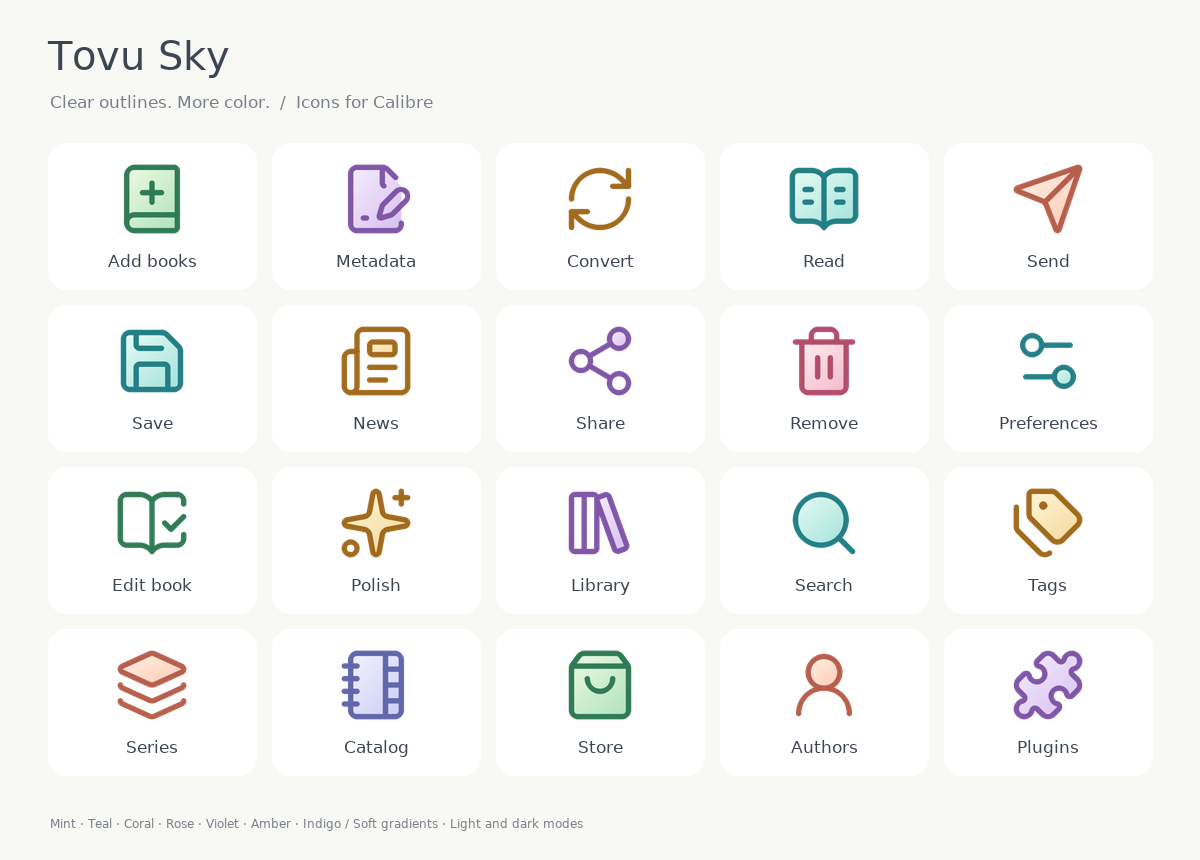 Tovu Sky
Clear outlines. More color. / Icons for Calibre
Add books
Metadata
Convert
Read
Send
Save
News
Share
Remove
Preferences
Edit book
Polish
Library
Search
Tags
Series
Catalog
Store
Authors
Plugins
Mint · Teal · Coral · Rose · Violet · Amber · Indigo / Soft gradients · Light and dark modes